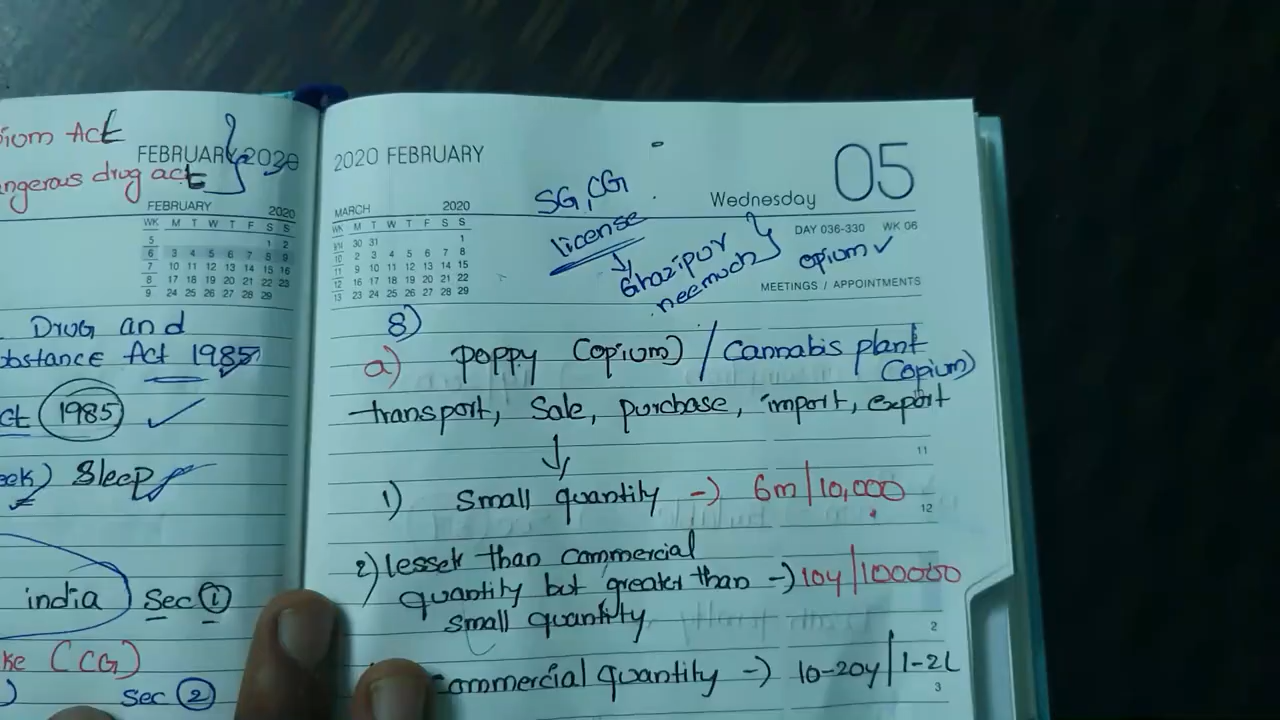 ium Act
FEBRUARY 2020
ngerous drug act
FEBRUARY 2020
WK M T W T F S S
5 1 2
6 3 4 5 6 7 8 9
7 10 11 12 13 14 15 16
8 17 18 19 20 21 22 23
9 24 25 26 27 28 29
Drug and
bstance Act 1985
ct 1985
eek) Sleep
india) Sec ①
ke (CG)
) sec ②
2020 FEBRUARY
05
Wednesday
DAY 036-330 WK 06
MEETINGS / APPOINTMENTS
MARCH 2020
WK M T W T F S S
30 31 1
10 2 3 4 5 6 7 8
11 9 10 11 12 13 14 15
12 16 17 18 19 20 21 22
13 23 24 25 26 27 28 29
SG, CG
license
Ghazipur
neemuch
opium
8)
a) poppy (opium) / Cannabis plant
(opium)
transport, Sale, purchase, import, export
11
1) Small quantity -) 6m | 10,000
12
2) lesser than commercial
quantity but greater than -) 10y | 100000
small quantity
2
ommercial quantity -) 10-20y | 1-2L
3